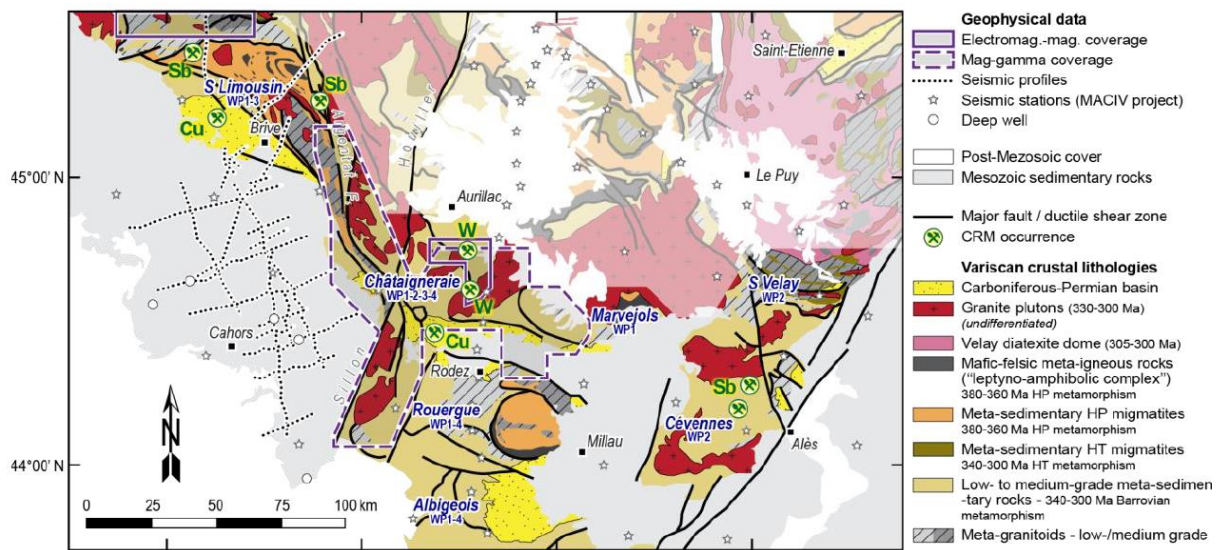 Saint-Etienne
Sb
S Limousin
WP1-3
Sb
Cu
Brive
Argentat F.
Houiller
45°00' N
Le Puy
Aurillac
W
Châtaigneraie
WP1-2-3-4
W
S Velay
WP2
Marvejols
WP1
Cahors
Cu
Sillon
Rodez
Sb
Rouergue
WP1-4
Cévennes
WP2
Millau
Alès
44°00' N
N
Albigeois
WP1-4
0 20 40 60 80 100 km
Geophysical data
Electromag.-mag. coverage
Mag-gamma coverage
Seismic profiles
Seismic stations (MACIV project)
Deep well
Post-Mezosoic cover
Mesozoic sedimentary rocks
Major fault / ductile shear zone
CRM occurrence
Variscan crustal lithologies
Carboniferous-Permian basin
Granite plutons (330-300 Ma)
(undifferentiated)
Velay diatexite dome (305-300 Ma)
Mafic-felsic meta-igneous rocks
("leptyno-amphibolic complex")
380-360 Ma HP metamorphism
Meta-sedimentary HP migmatites
380-360 Ma HP metamorphism
Meta-sedimentary HT migmatites
340-300 Ma HT metamorphism
Low- to medium-grade meta-sedimen
-tary rocks - 340-300 Ma Barrovian
metamorphism
Meta-granitoids - low-/medium grade